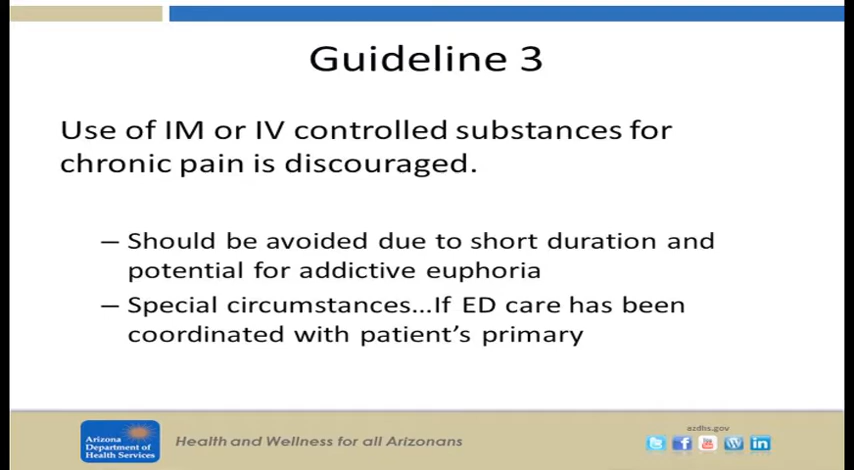 Guideline 3
Use of IM or IV controlled substances for
chronic pain is discouraged.
– Should be avoided due to short duration and
potential for addictive euphoria
– Special circumstances...If ED care has been
coordinated with patient's primary
Arizona
Department of
Health Services
Health and Wellness for all Arizonans
azdhs.gov